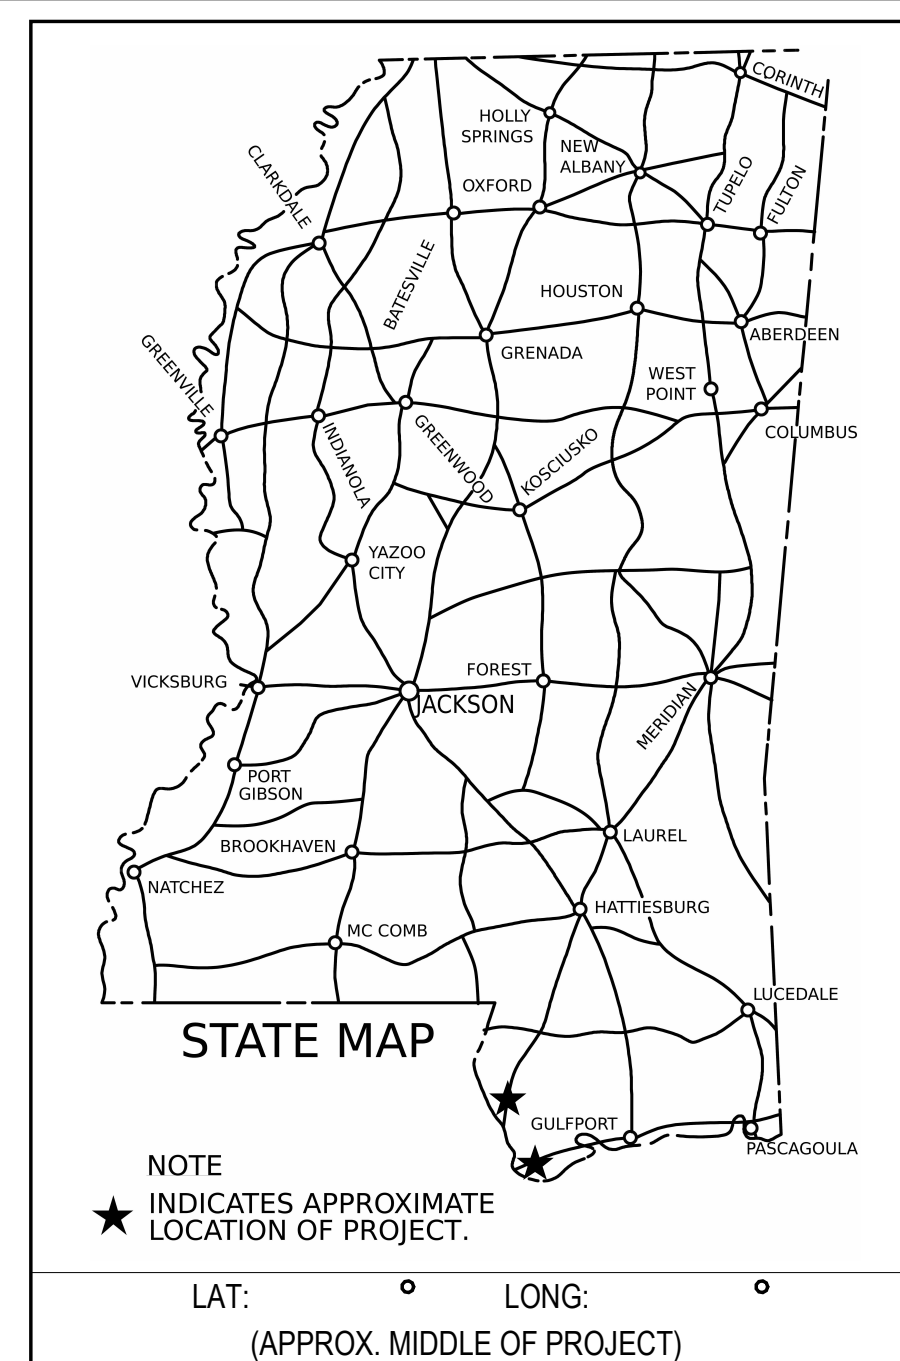 CORINTH
HOLLY
SPRINGS
NEW
ALBANY
CLARKDALE
OXFORD
TUPELO
FULTON
BATESVILLE
HOUSTON
ABERDEEN
GRENADA
GREENVILLE
WEST
POINT
COLUMBUS
INDIANOLA
GREENWOOD
KOSCIUSKO
YAZOO
CITY
VICKSBURG
FOREST
JACKSON
MERIDIAN
PORT
GIBSON
BROOKHAVEN
LAUREL
NATCHEZ
HATTIESBURG
MC COMB
LUCEDALE
STATE MAP
GULFPORT
PASCAGOULA
NOTE
INDICATES APPROXIMATE
LOCATION OF PROJECT.
LAT: ° LONG: °
(APPROX. MIDDLE OF PROJECT)